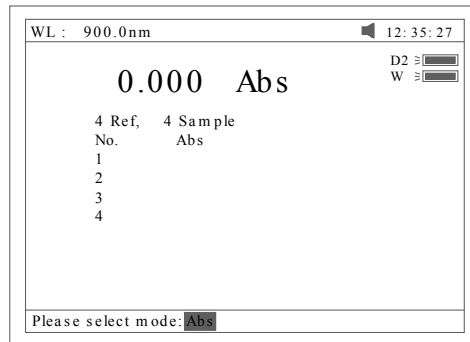 WL : 900.0nm 12:35:27
D2
0.000 Abs W
4 Ref, 4 Sample
No. Abs
1
2
3
4
Please select mode: Abs